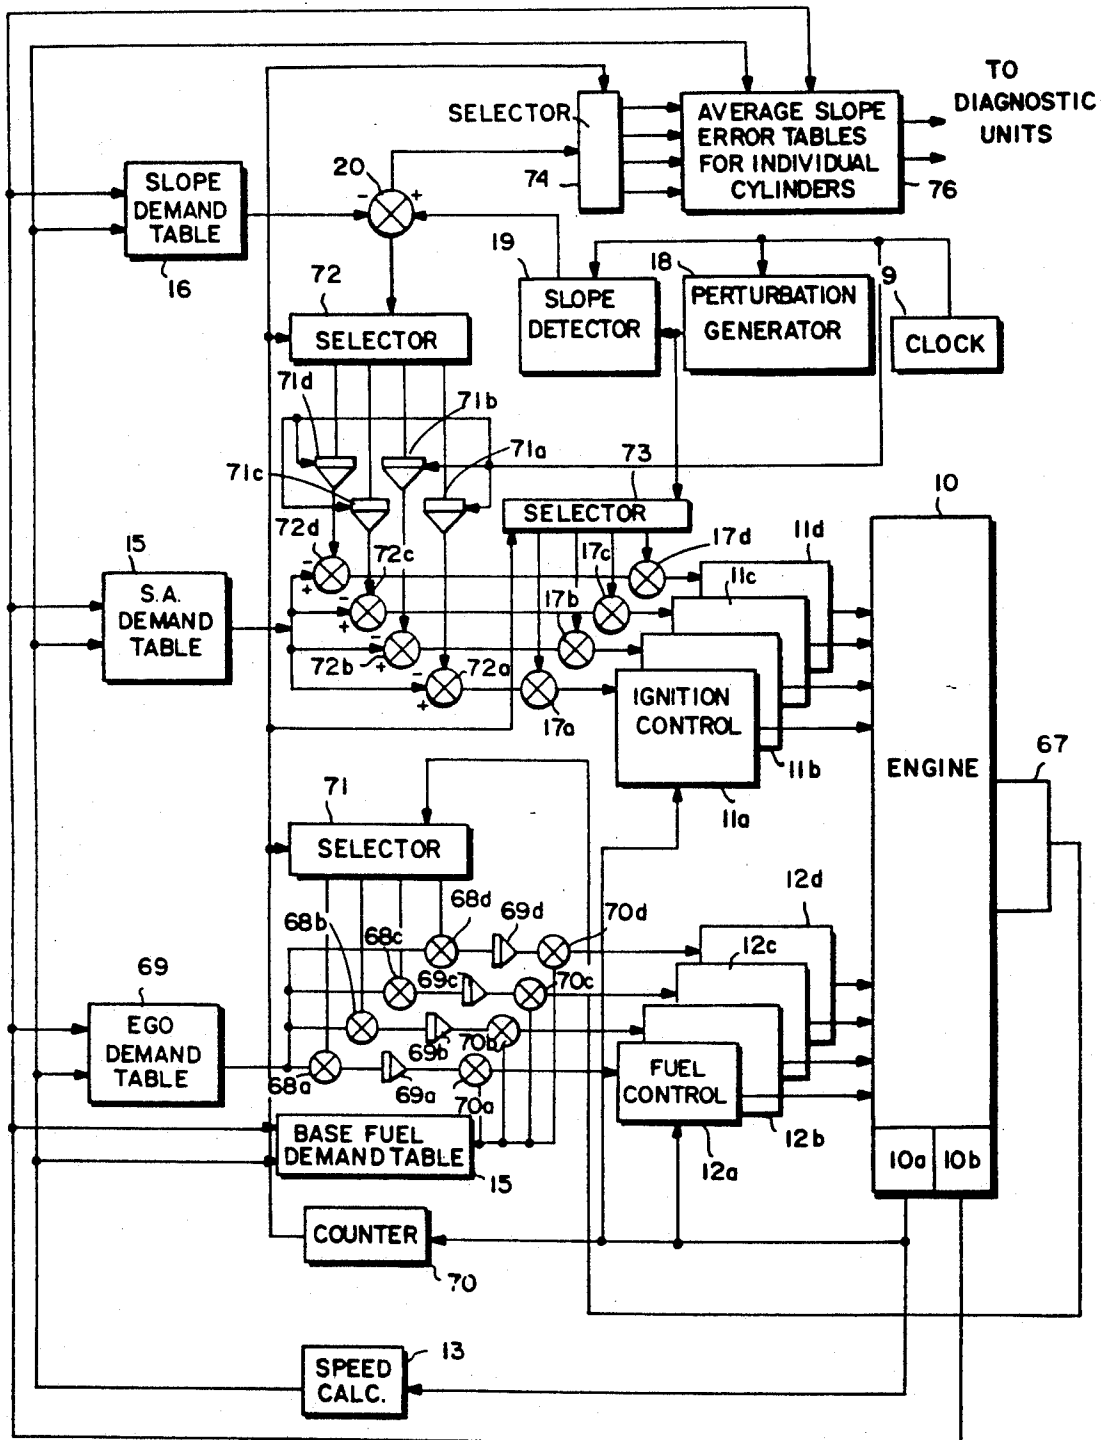 TO
DIAGNOSTIC
UNITS
SELECTOR
74
AVERAGE SLOPE
ERROR TABLES
FOR INDIVIDUAL
CYLINDERS
76
20
-
+
SLOPE
DEMAND
TABLE
16
19
SLOPE
DETECTOR
18
PERTURBATION
GENERATOR
9
CLOCK
72
SELECTOR
71d
71b
71c
71a
73
SELECTOR
10
72d
-
+
72c
-
+
72b
-
+
72a
-
+
17c
17d
17b
17a
11d
11c
15
S.A.
DEMAND
TABLE
IGNITION
CONTROL
11b
11a
ENGINE
67
71
SELECTOR
68b
68c
68d
69d
70d
69c
70c
69b
70b
68a
69a
70a
12d
12c
69
EGO
DEMAND
TABLE
FUEL
CONTROL
12b
12a
BASE FUEL
DEMAND TABLE
15
10a
10b
COUNTER
70
SPEED
CALC.
13